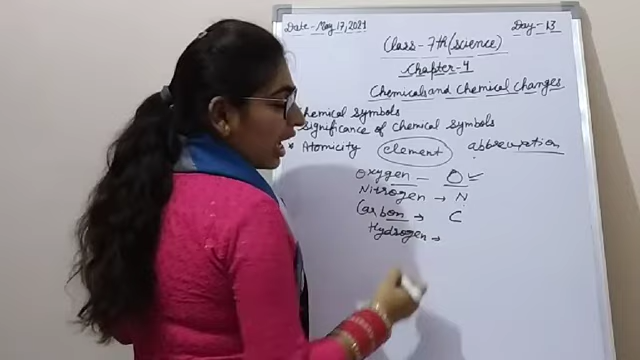 Date - May 17, 2021
Day - 13
Class - 7th (science)
Chapter - 4
Chemicals and Chemical Changes
Chemical symbols
significance of Chemical symbols
* Atomicity element abbreviation
Oxygen - O
Nitrogen → N
Carbon → C
Hydrogen →